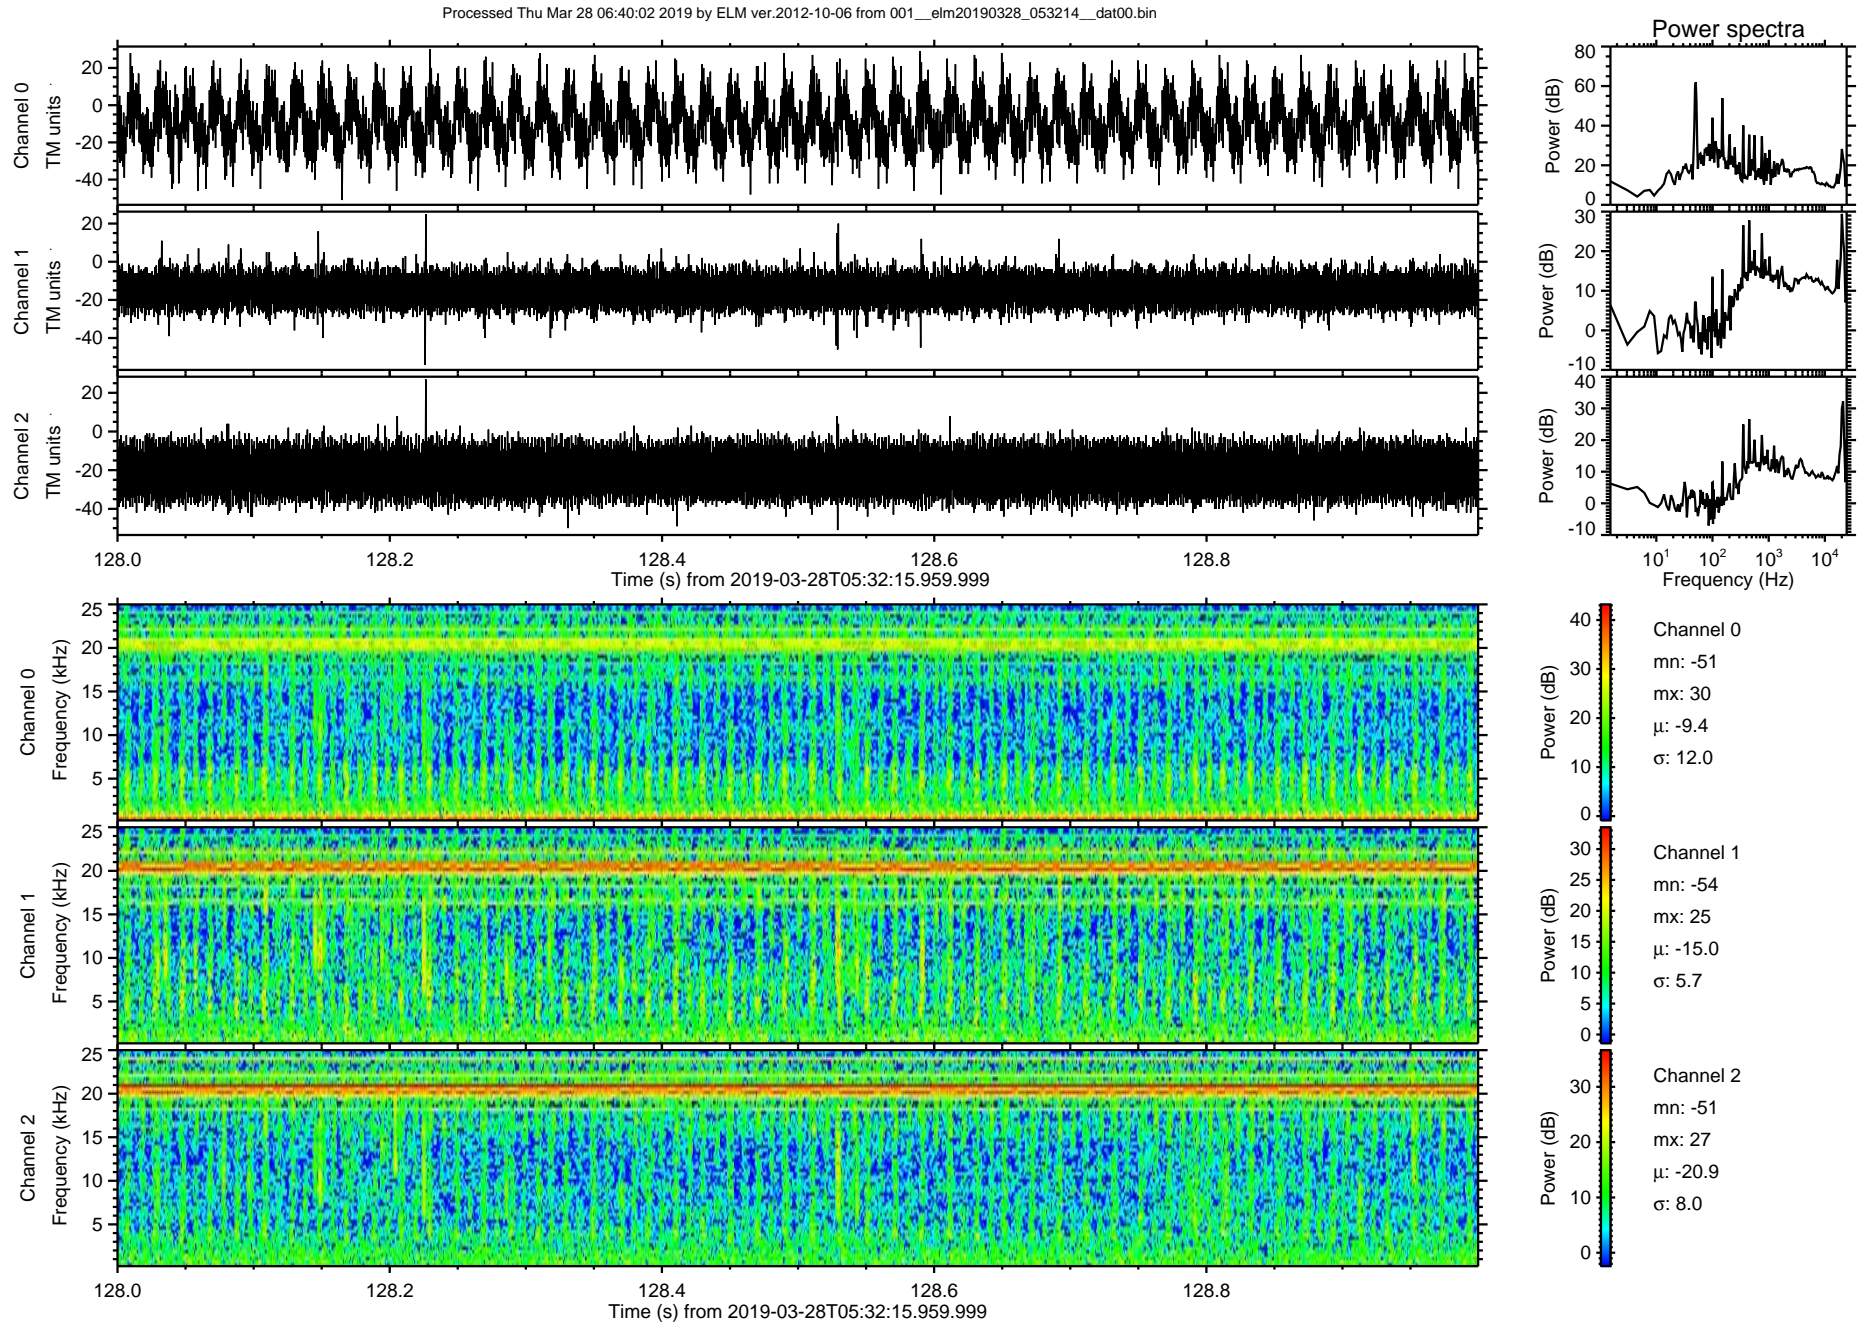 Processed Thu Mar 28 06:40:02 2019 by ELM ver.2012-10-06 from 001__elm20190328_053214__dat00.bin
Power spectra
Channel 0
TM units
20
0
-20
-40
Power (dB)
80
60
40
20
0
Channel 1
TM units
20
0
-20
-40
Power (dB)
30
20
10
0
-10
Channel 2
TM units
20
0
-20
-40
Power (dB)
40
30
20
10
0
-10
128.0 128.2 128.4 128.6 128.8
Time (s) from 2019-03-28T05:32:15.959.999
10^1 10^2 10^3 10^4
Frequency (Hz)
Channel 0
Frequency (kHz)
25
20
15
10
5
Power (dB)
40
30
20
10
0
Channel 0
mn: -51
mx: 30
μ: -9.4
σ: 12.0
Channel 1
Frequency (kHz)
25
20
15
10
5
Power (dB)
30
25
20
15
10
5
0
Channel 1
mn: -54
mx: 25
μ: -15.0
σ: 5.7
Channel 2
Frequency (kHz)
25
20
15
10
5
Power (dB)
30
20
10
0
Channel 2
mn: -51
mx: 27
μ: -20.9
σ: 8.0
128.0 128.2 128.4 128.6 128.8
Time (s) from 2019-03-28T05:32:15.959.999